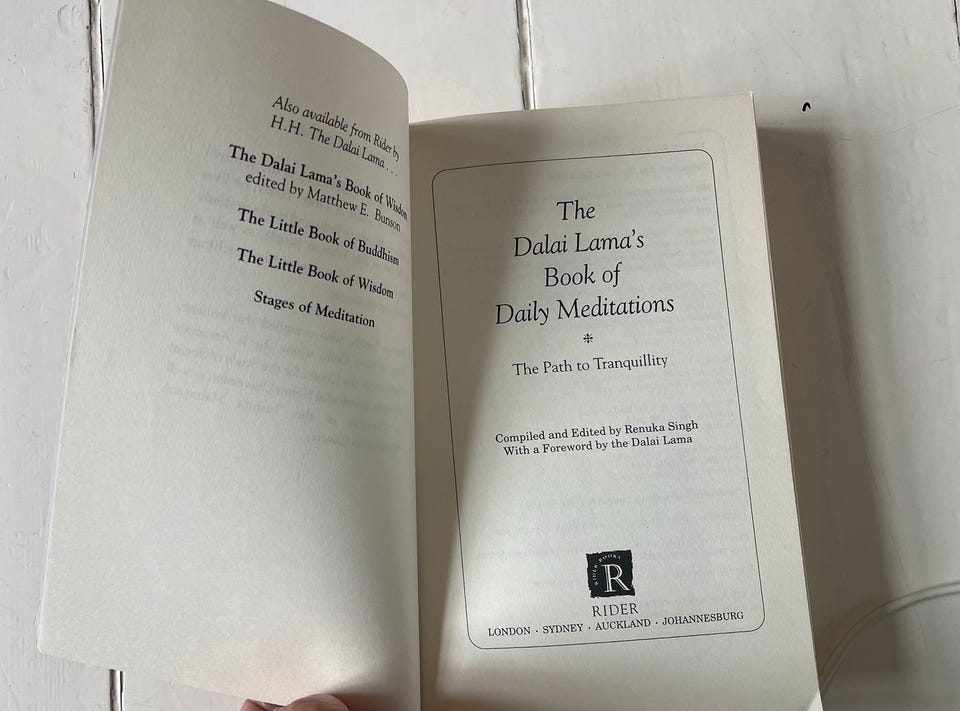 Also available from Rider by
H.H. The Dalai Lama . . .
The Dalai Lama's Book of Wisdom
edited by Matthew E. Bunson
The Little Book of Buddhism
The Little Book of Wisdom
Stages of Meditation
The
Dalai Lama's
Book of
Daily Meditations
The Path to Tranquillity
Compiled and Edited by Renuka Singh
With a Foreword by the Dalai Lama
RIDER BOOKS
R
RIDER
LONDON · SYDNEY · AUCKLAND · JOHANNESBURG